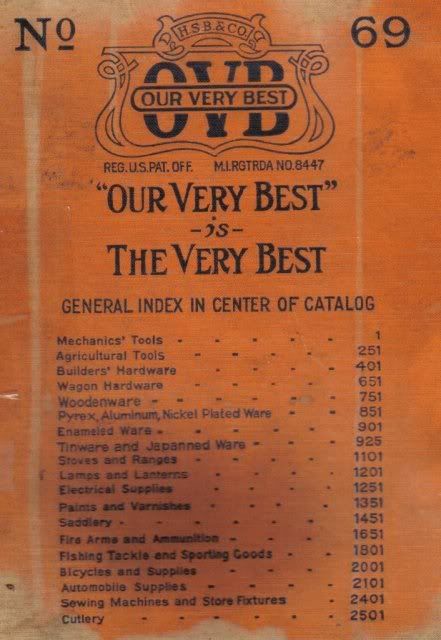 No 69
H.S.B.&CO.
OVB
OUR VERY BEST
REG.U.S.PAT.OFF. M.I.RGTRDA NO.8447
"OUR VERY BEST"
-is-
THE VERY BEST
GENERAL INDEX IN CENTER OF CATALOG
Mechanics' Tools - - - - - 1
Agricultural Tools - - - - 251
Builders' Hardware - - - - 401
Wagon Hardware - - - - 651
Woodenware - - - - - 751
Pyrex, Aluminum, Nickel Plated Ware - - 851
Enameled Ware - - - - - 901
Tinware and Japanned Ware - - - 925
Stoves and Ranges - - - - 1101
Lamps and Lanterns - - - - 1201
Electrical Supplies - - - - 1251
Paints and Varnishes - - - - 1351
Saddlery - - - - - - 1451
Fire Arms and Ammunition - - - 1651
Fishing Tackle and Sporting Goods - - 1801
Bicycles and Supplies - - - - 2001
Automobile Supplies - - - - 2101
Sewing Machines and Store Fixtures - 2401
Cutlery - - - - - - 2501